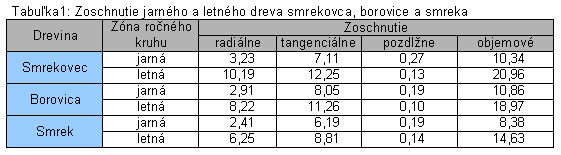 Tabuľka1: Zoschnutie jarného a letného dreva smrekovca, borovice a smreka
Drevina Zóna ročného kruhu Zoschnutie
radiálne tangenciálne pozdĺžne objemové
Smrekovec jarná 3,23 7,11 0,27 10,34
letná 10,19 12,25 0,13 20,96
Borovica jarná 2,91 8,05 0,19 10,86
letná 8,22 11,26 0,10 18,97
Smrek jarná 2,41 6,19 0,19 8,38
letná 6,25 8,81 0,14 14,63